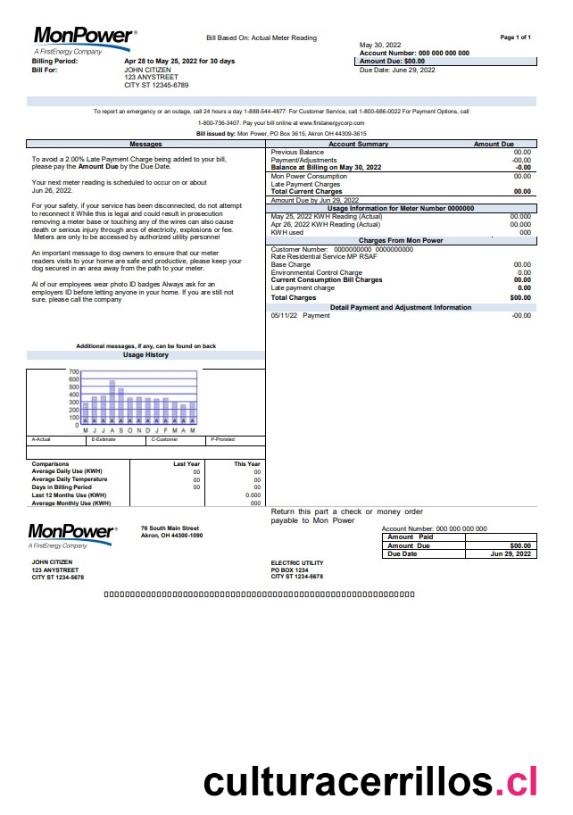 MonPower®
A FirstEnergy Company
Bill Based On: Actual Meter Reading
Page 1 of 1
May 30, 2022
Account Number: 000 000 000 000
Amount Due: $00.00
Due Date: June 29, 2022
Billing Period: Apr 28 to May 25, 2022 for 30 days
Bill For: JOHN CITIZEN
123 ANYSTREET
CITY ST 12345-6789
To report an emergency or an outage, call 24 hours a day 1-888-544-4877. For Customer Service, call 1-800-686-0022 For Payment Options, call
1-800-736-3407. Pay your bill online at www.firstenergycorp.com
Bill issued by: Mon Power, PO Box 3615, Akron OH 44309-3615
Messages
To avoid a 2.00% Late Payment Charge being added to your bill,
please pay the Amount Due by the Due Date.
Your next meter reading is scheduled to occur on or about
Jun 26, 2022.
For your safety, if your service has been disconnected, do not attempt
to reconnect it While this is legal and could result in prosecution
removing a meter base or touching any of the wires can also cause
death or serious injury through arcs of electricity, explosions or fee.
Meters are only to be accessed by authorized utility personnel
An important message to dog owners to ensure that our meter
readers visits to your home are safe and productive, please keep your
dog secured in an area away from the path to your meter.
Al of our employees wear photo ID badges Always ask for an
employers ID before letting anyone in your home. If you are still not
sure, please call the company
Additional messages, if any, can be found on back
Account Summary Amount Due
Previous Balance 00.00
Payment/Adjustments -00,00
Balance at Billing on May 30, 2022 -0.00
Mon Power Consumption 00.00
Late Payment Charges
Total Current Charges 00.00
Amount Due by Jun 29, 2022
Usage Information for Meter Number 0000000
May 25, 2022 KWH Reading (Actual) 00.000
Apr 26, 2022 KWH Reading (Actual) 00.000
KWH used 000
Charges From Mon Power
Customer Number: 0000000000 0000000000
Rate Residential Service MP RSAF
Base Charge 00.00
Environmental Control Charge 0.00
Current Consumption Bill Charges 00.00
Late payment charge 0.00
Total Charges $00.00
Detail Payment and Adjustment Information
05/11/22 Payment -00.00
Usage History
700
600
500
400
300
200
100
0
A A A A A A A A A A A A A
M J J A S O N D J F M A M
A-Actual E-Estimate C-Customer P-Prorated
Comparisons Last Year This Year
Average Daily Use (KWH) 00 00
Average Daily Temperature 00 00
Days in Billing Period 00 00
Last 12 Months Use (KWH) 0.000
Average Monthly Use (KWH) 000
Return this part a check or money order
payable to Mon Power
MonPower®
A FirstEnergy Company
76 South Main Street
Akron, OH 44300-1090
Account Number: 000 000 000 000
Amount Paid
Amount Due $00.00
Due Date Jun 29, 2022
JOHN CITIZEN
123 ANYSTREET
CITY ST 1234-5678
ELECTRIC UTILITY
PO BOX 1234
CITY ST 1234-5678
culturacerrillos.cl